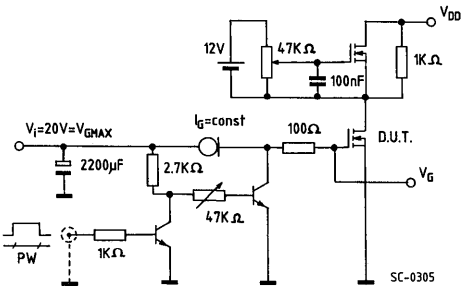 V_DD
12V
47KΩ
1KΩ
100nF
Vi=20V=VGMAX
IG=const
100Ω
D.U.T.
2200µF
2.7KΩ
VG
47KΩ
PW
1KΩ
SC-0305